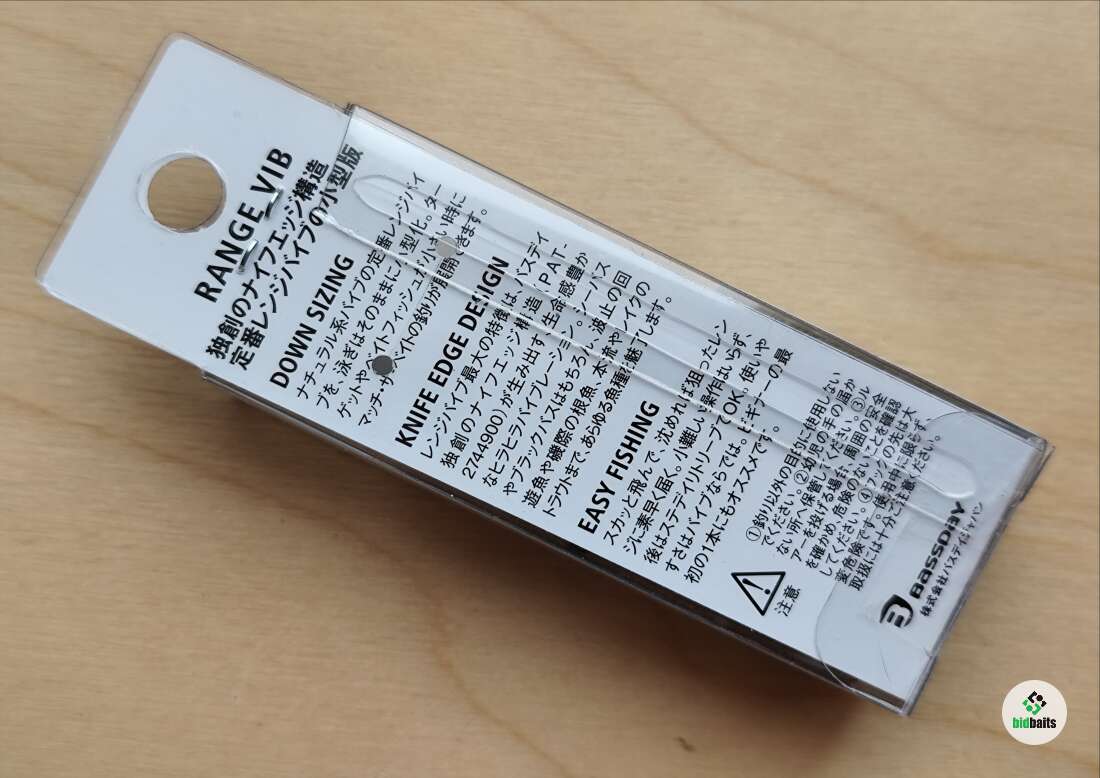 RANGE VIB
独創のナイフエッジ構造
定番レンジバイブの小型版
DOWN SIZING
ナチュラル系バイブの定番レンジバイ
ブを、泳ぎはそのままに小型化。ター
ゲットやベイトフィッシュが小さい時に
マッチ・ザ・ベイトの釣りが展開できます。
KNIFE EDGE DESIGN
レンジバイブ最大の特徴は、バスデイ
独創のナイフエッジ構造(PAT-
2744900)が生み出す、生命感豊か
なヒラヒラバイブレーション。シーバス
やブラックバスはもちろん、波止の回
遊魚や磯際の根魚、本流やレイクの
トラウトまで、あらゆる魚種を魅了します。
EASY FISHING
スカッと飛んで、沈めれば狙ったレン
ジに素早く届く。小難しい操作はいらず、
後はステディリトリーブでOK。使いや
すさはバイブならでは。ビギナーの最
初の1本にもオススメです。
注意
①釣り以外の目的に使用しない
でください。②幼児の手の届か
ない所へ保管してください。③ル
アーを投げる場合、周囲の安全
を確かめ、危険のないことを確認
してください。④フックの先は大
変危険です。使用時に限らず、
取扱には十分ご注意ください。
BASSDAY
株式会社バスデイジャパン
bidbaits